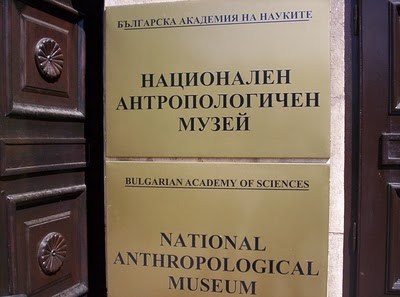 БЪЛГАРСКА АКАДЕМИЯ НА НАУКИТЕ
НАЦИОНАЛЕН
АНТРОПОЛОГИЧЕН
МУЗЕЙ
BULGARIAN ACADEMY OF SCIENCES
NATIONAL
ANTHROPOLOGICAL
MUSEUM